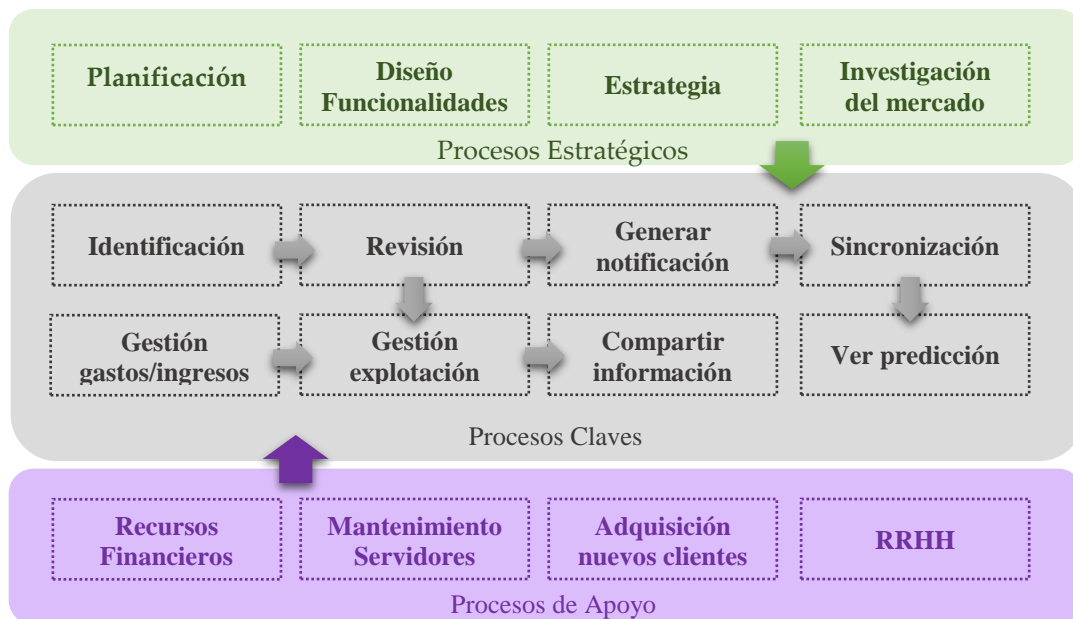 Planificación
Diseño
Funcionalidades
Estrategia
Investigación
del mercado
Procesos Estratégicos
Identificación
Revisión
Generar
notificación
Sincronización
Gestión
gastos/ingresos
Gestión
explotación
Compartir
información
Ver predicción
Procesos Claves
Recursos
Financieros
Mantenimiento
Servidores
Adquisición
nuevos clientes
RRHH
Procesos de Apoyo